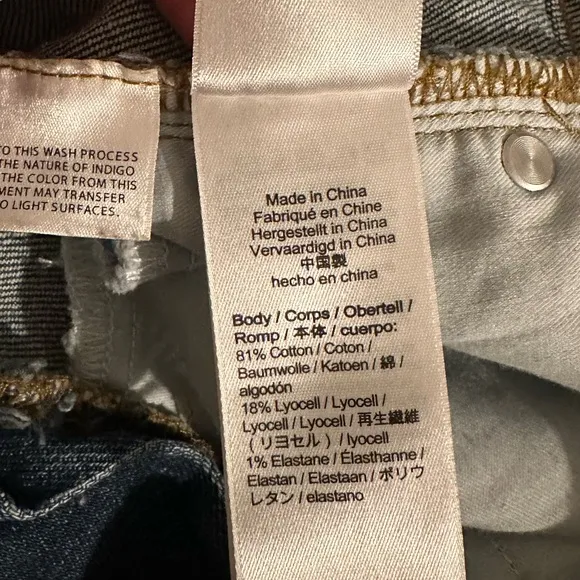 TO THIS WASH PROCESS
THE NATURE OF INDIGO
THE COLOR FROM THIS
MENT MAY TRANSFER
O LIGHT SURFACES.
Made in China
Fabriqué en Chine
Hergestellt in China
Vervaardigd in China
中国製
hecho en china
Body / Corps / Obertell /
Romp / 本体 / cuerpo:
81% Cotton / Coton /
Baumwolle / Katoen / 綿 /
algodón
18% Lyocell / Lyocell /
Lyocell / Lyocell / 再生繊維
(リヨセル) / lyocell
1% Elastane / Élasthanne /
Elastan / Elastaan / ポリウ
レタン / elastano